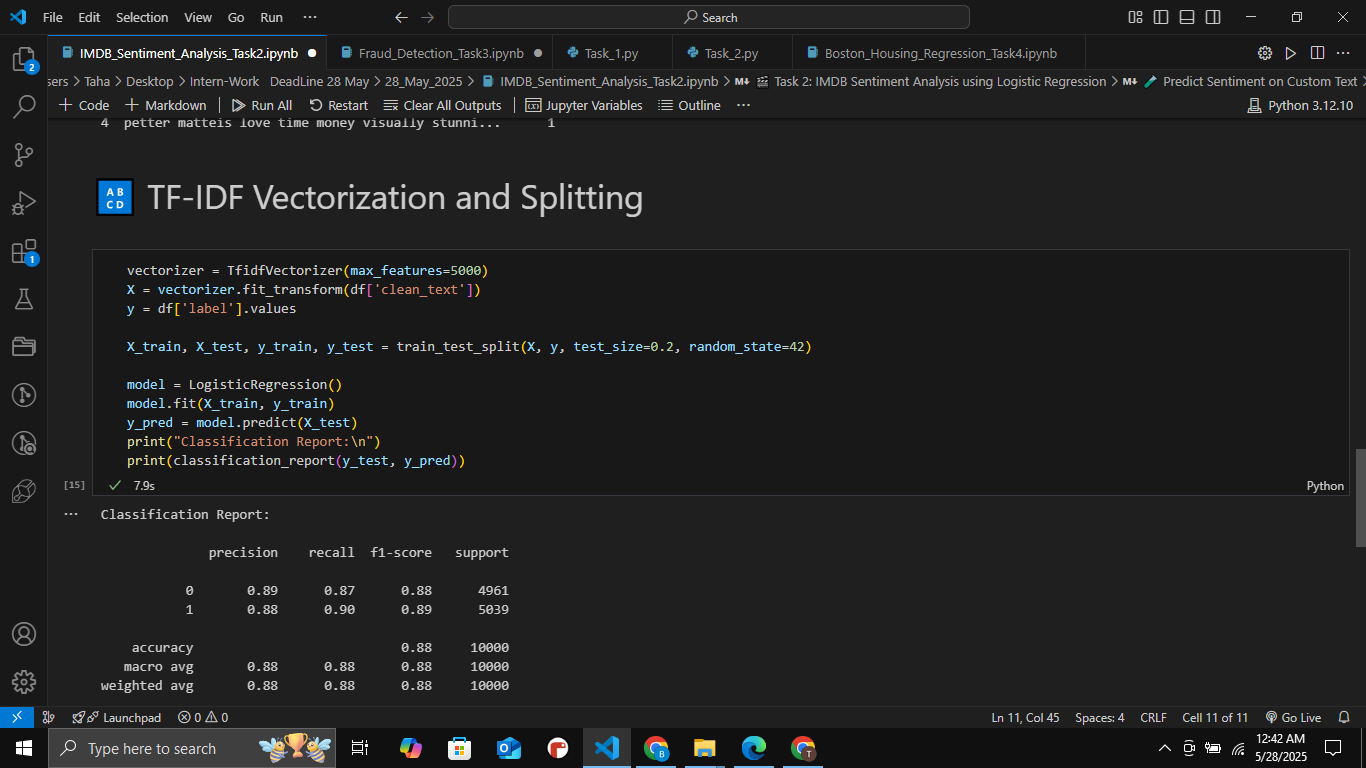 File Edit Selection View Go Run ··· Search
IMDB_Sentiment_Analysis_Task2.ipynb Fraud_Detection_Task3.ipynb Task_1.py Task_2.py Boston_Housing_Regression_Task4.ipynb
sers > Taha > Desktop > Intern-Work DeadLine 28 May > 28_May_2025 > IMDB_Sentiment_Analysis_Task2.ipynb > M↓ Task 2: IMDB Sentiment Analysis using Logistic Regression > M↓ Predict Sentiment on Custom Text >
+ Code + Markdown Run All Restart Clear All Outputs Jupyter Variables Outline ··· Python 3.12.10
4 petter matteis love time money visually stunni... 1
AB
CD
TF-IDF Vectorization and Splitting
vectorizer = TfidfVectorizer(max_features=5000)
X = vectorizer.fit_transform(df['clean_text'])
y = df['label'].values
X_train, X_test, y_train, y_test = train_test_split(X, y, test_size=0.2, random_state=42)
model = LogisticRegression()
model.fit(X_train, y_train)
y_pred = model.predict(X_test)
print("Classification Report:\n")
print(classification_report(y_test, y_pred))
[15] 7.9s Python
··· Classification Report:
precision recall f1-score support
0 0.89 0.87 0.88 4961
1 0.88 0.90 0.89 5039
accuracy 0.88 10000
macro avg 0.88 0.88 0.88 10000
weighted avg 0.88 0.88 0.88 10000
2
1
Launchpad 0 0 Ln 11, Col 45 Spaces: 4 CRLF Cell 11 of 11 Go Live
Type here to search
B
T
12:42 AM
5/28/2025